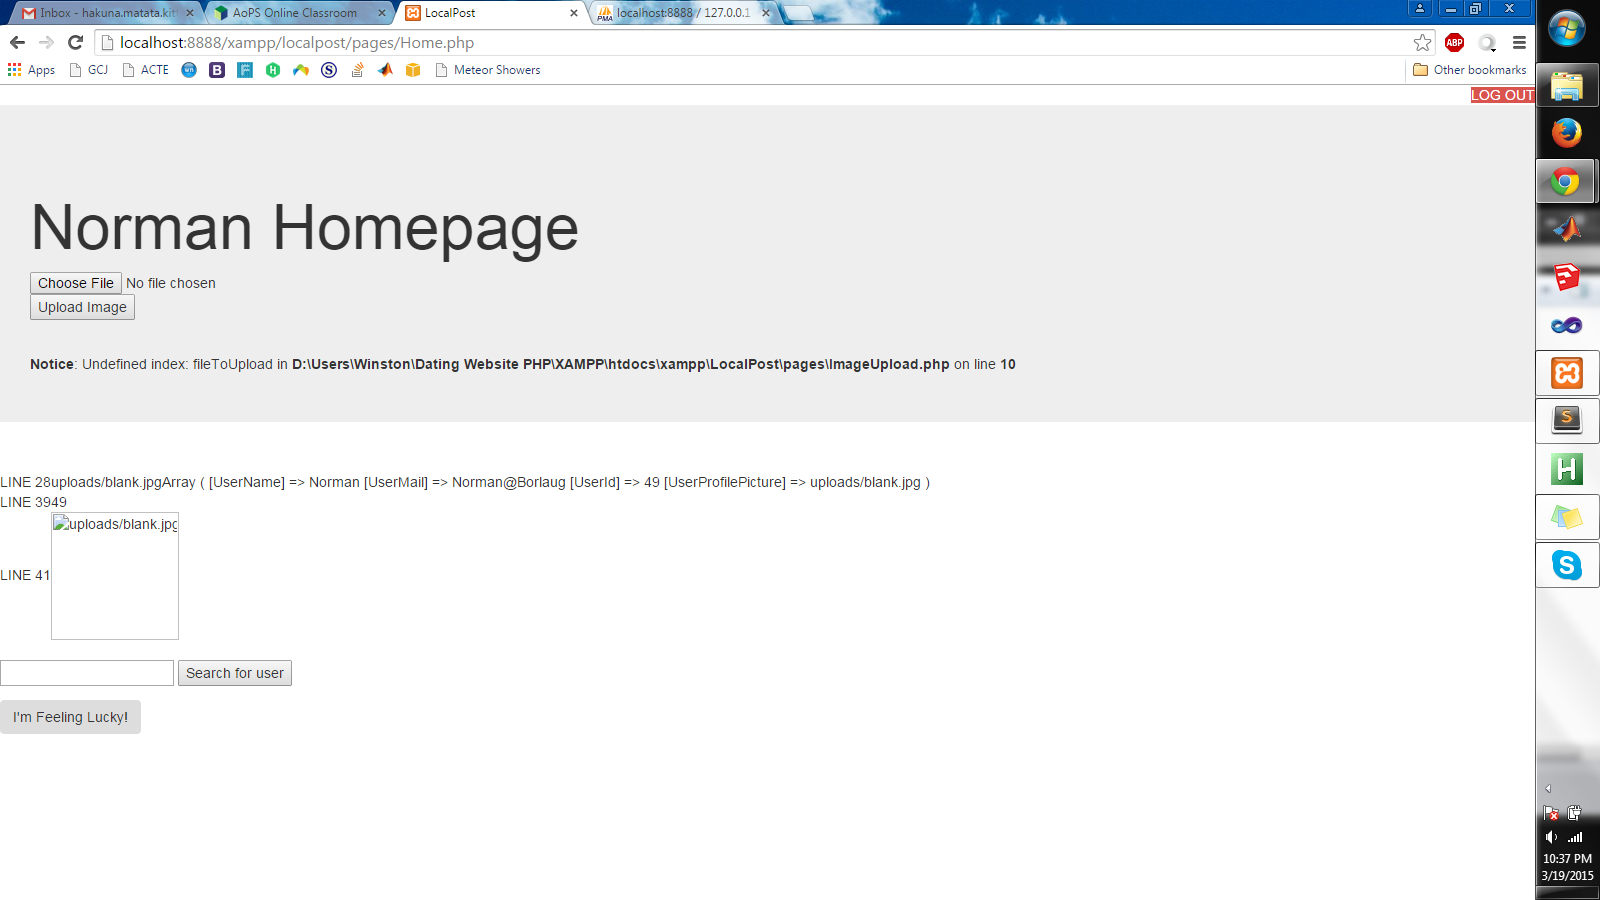 Inbox - hakuna.matata.kit
AoPS Online Classroom
LocalPost
PMA
localhost:8888 / 127.0.0.1
localhost:8888/xampp/localpost/pages/Home.php
ABP
Apps
GCJ
ACTE
B
S
Meteor Showers
Other bookmarks
LOG OUT
Norman Homepage
Choose File No file chosen
Upload Image
Notice: Undefined index: fileToUpload in D:\Users\Winston\Dating Website PHP\XAMPP\htdocs\xampp\LocalPost\pages\ImageUpload.php on line 10
LINE 28uploads/blank.jpgArray ( [UserName] => Norman [UserMail] => Norman@Borlaug [UserId] => 49 [UserProfilePicture] => uploads/blank.jpg )
LINE 3949
uploads/blank.jpg
LINE 41
Search for user
I'm Feeling Lucky!
S
H
S
10:37 PM
3/19/2015